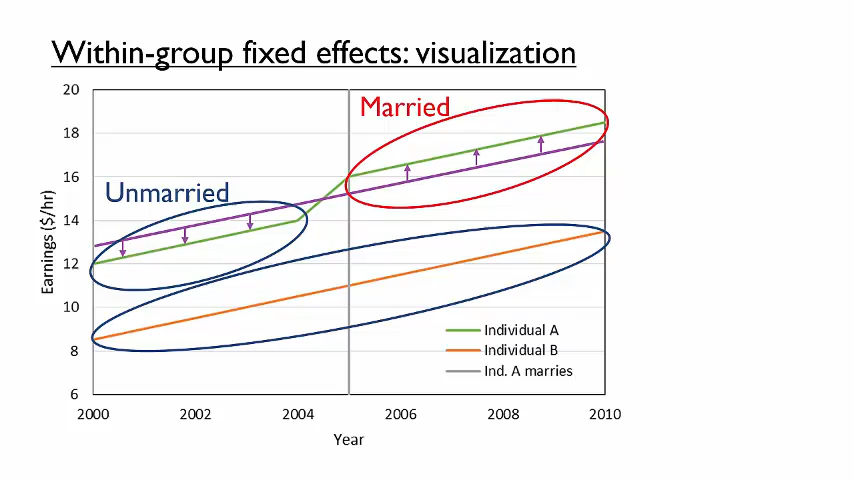 Within-group fixed effects: visualization
20
18
16
14
12
10
8
6
Earnings ($/hr)
Married
Unmarried
Individual A
Individual B
Ind. A marries
2000 2002 2004 2006 2008 2010
Year